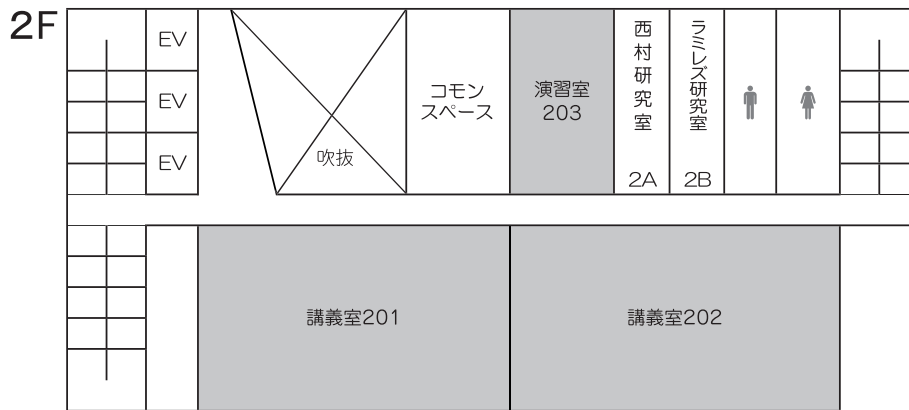 2F
EV
EV
EV
吹抜
コモン
スペース
演習室
203
西村研究室
2A
ラミレズ研究室
2B
講義室201
講義室202